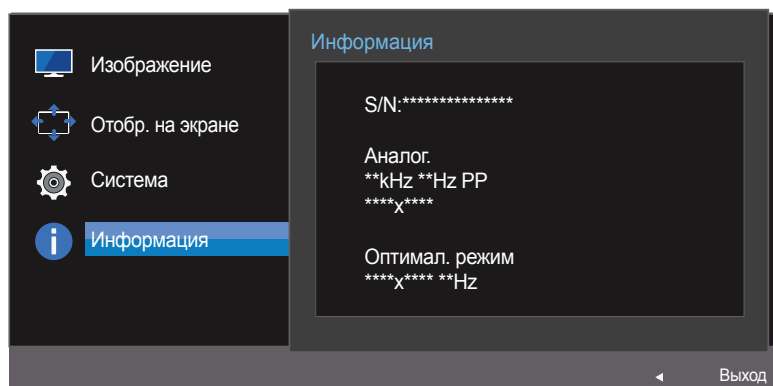 Изображение
Отобр. на экране
Система
Информация
Информация
S/N:***************
Аналог.
**kHz **Hz PP
****x****
Оптимал. режим
****x**** **Hz
Выход